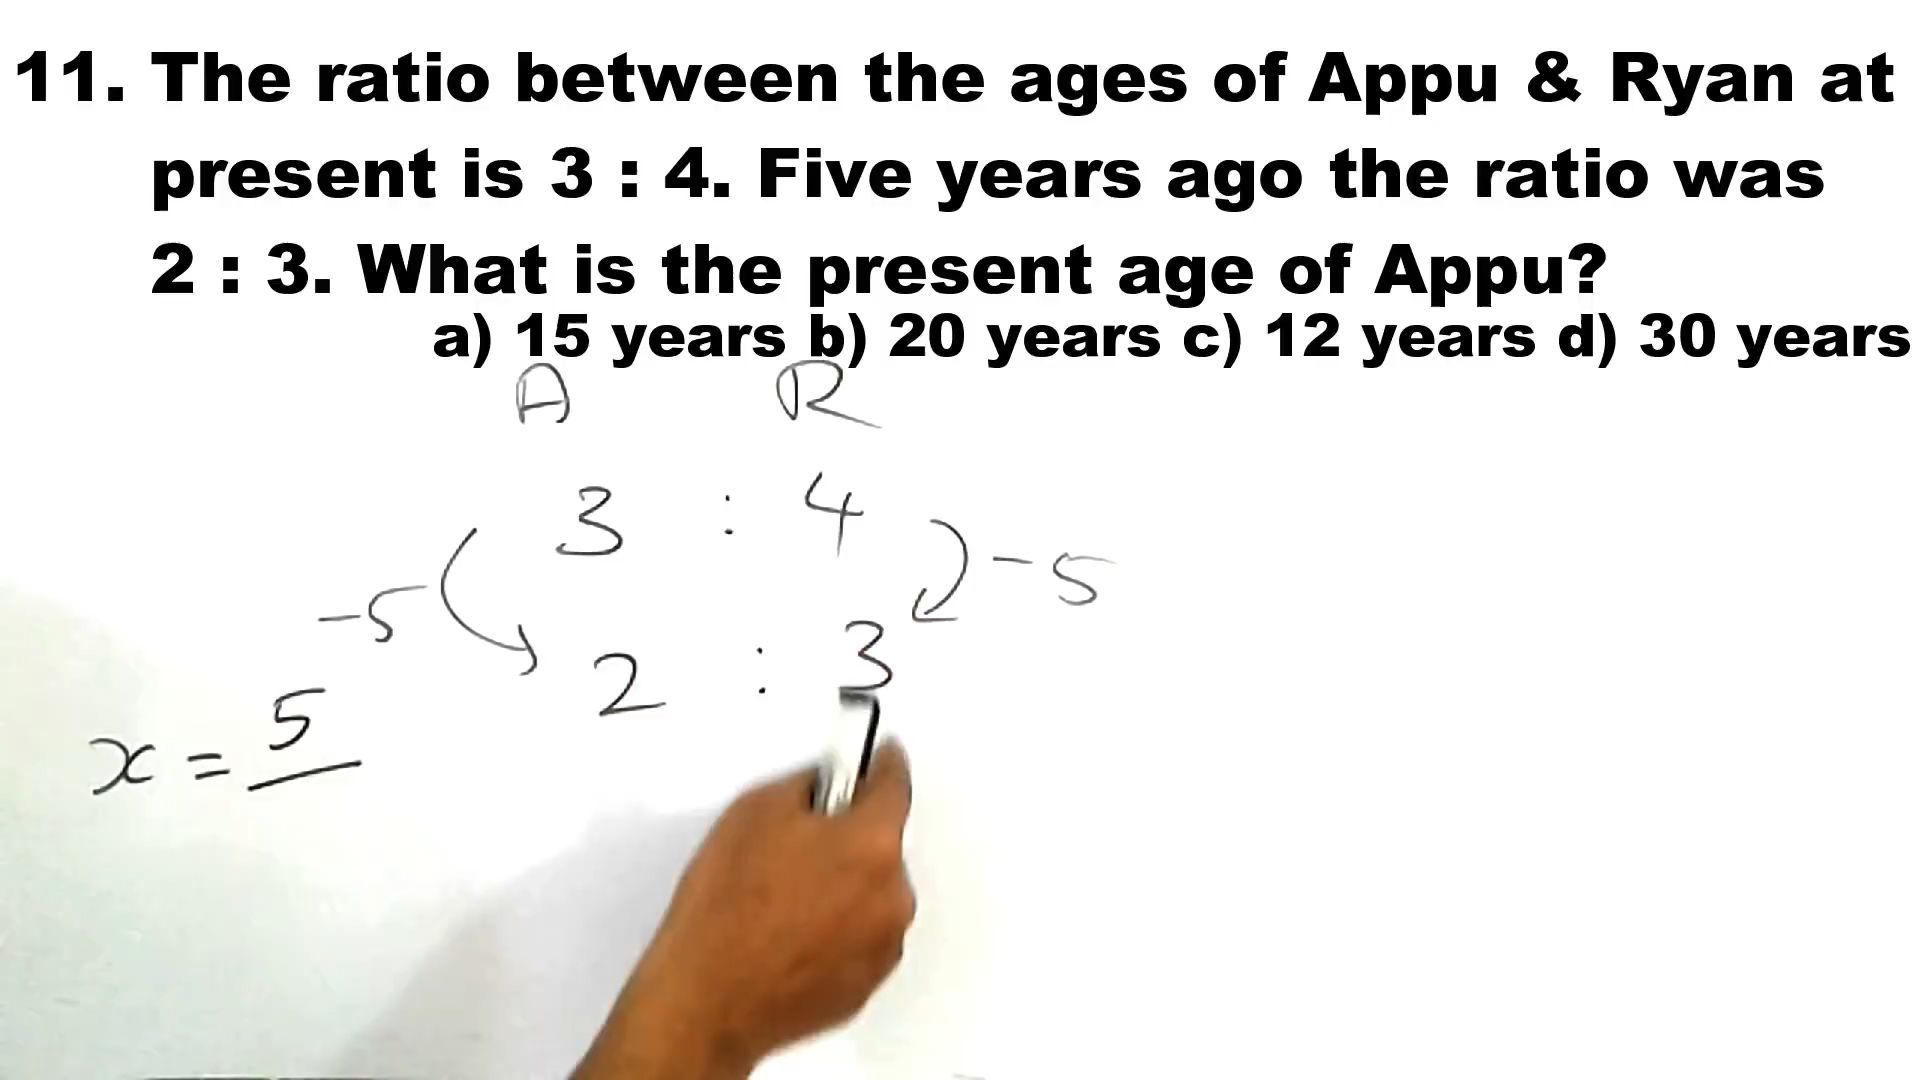 11. The ratio between the ages of Appu & Ryan at
present is 3 : 4. Five years ago the ratio was
2 : 3. What is the present age of Appu?
a) 15 years b) 20 years c) 12 years d) 30 years
A R
3 : 4
-5 -5
2 : 3
x = 5